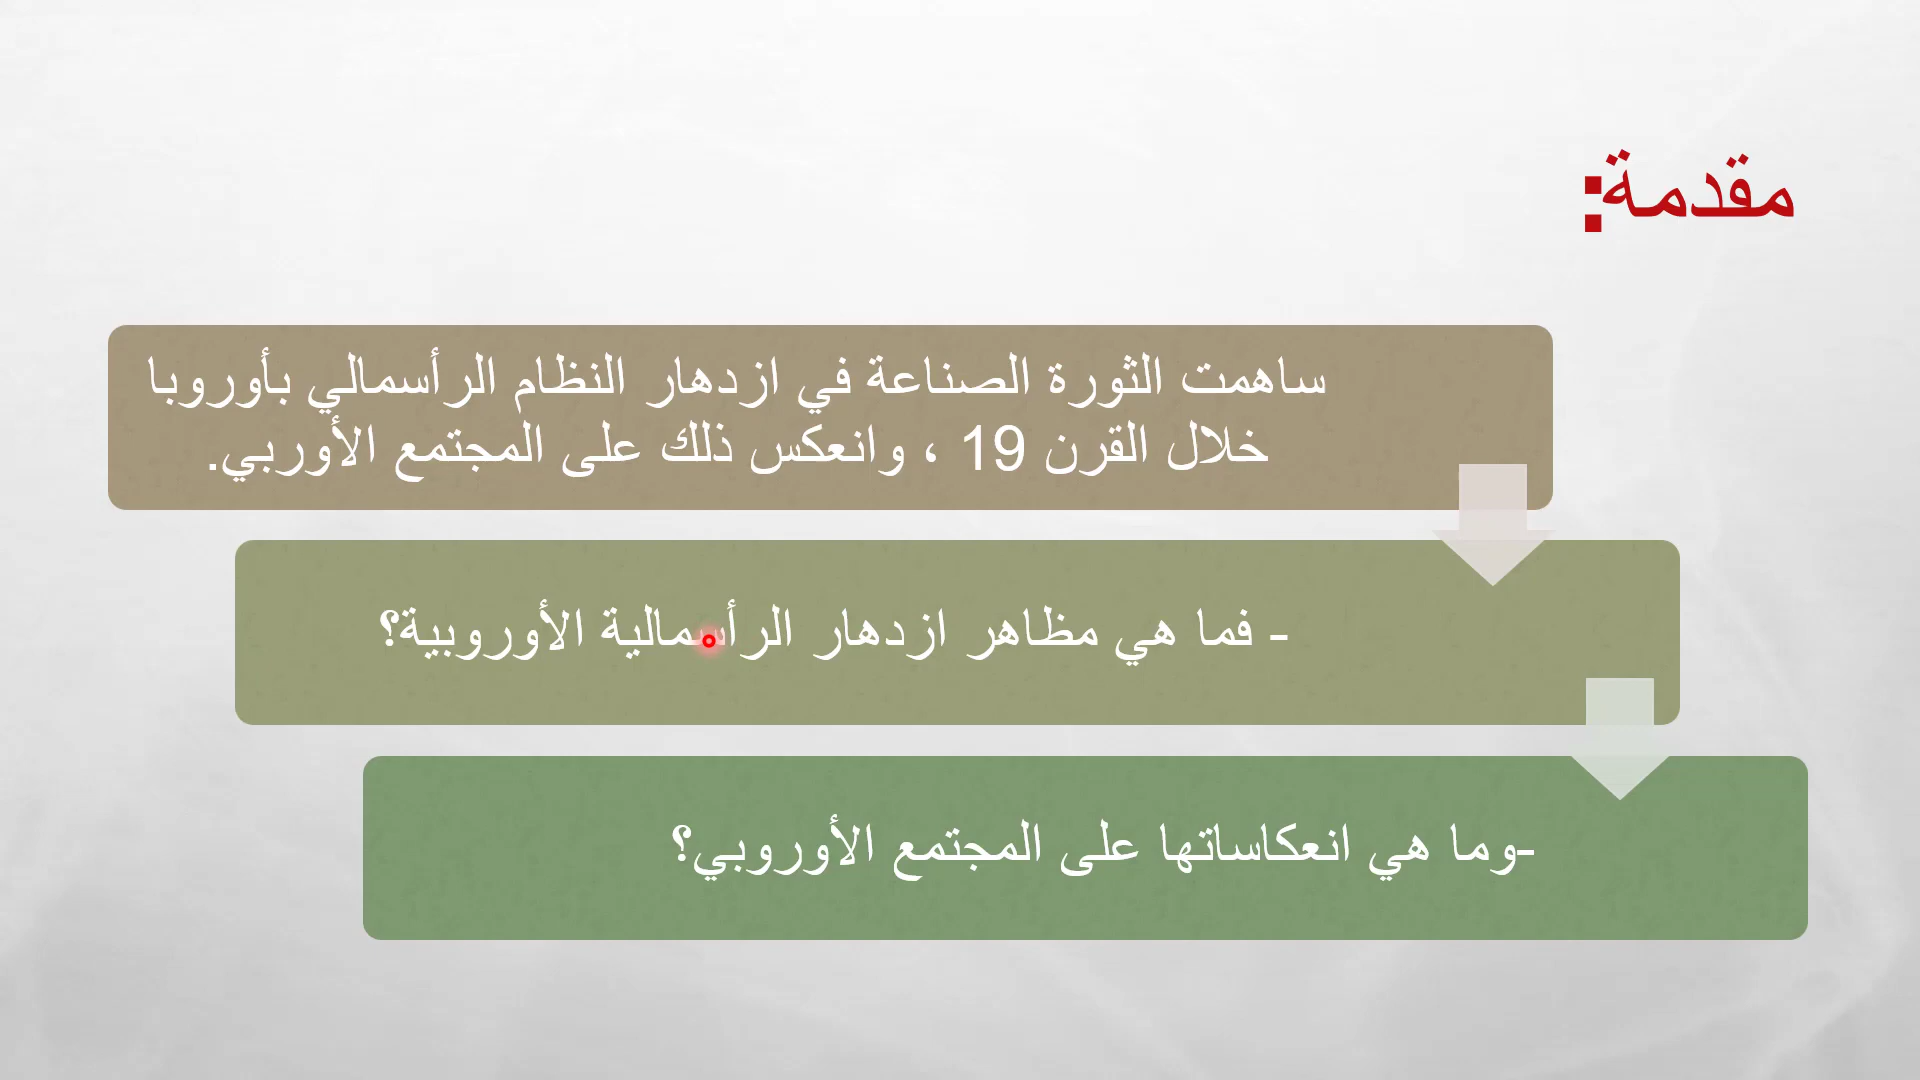 مقدمة:
ساهمت الثورة الصناعة في ازدهار النظام الرأسمالي بأوروبا
خلال القرن 19 ، وانعكس ذلك على المجتمع الأوربي.
- فما هي مظاهر ازدهار الرأسمالية الأوروبية؟
-وما هي انعكاساتها على المجتمع الأوروبي؟